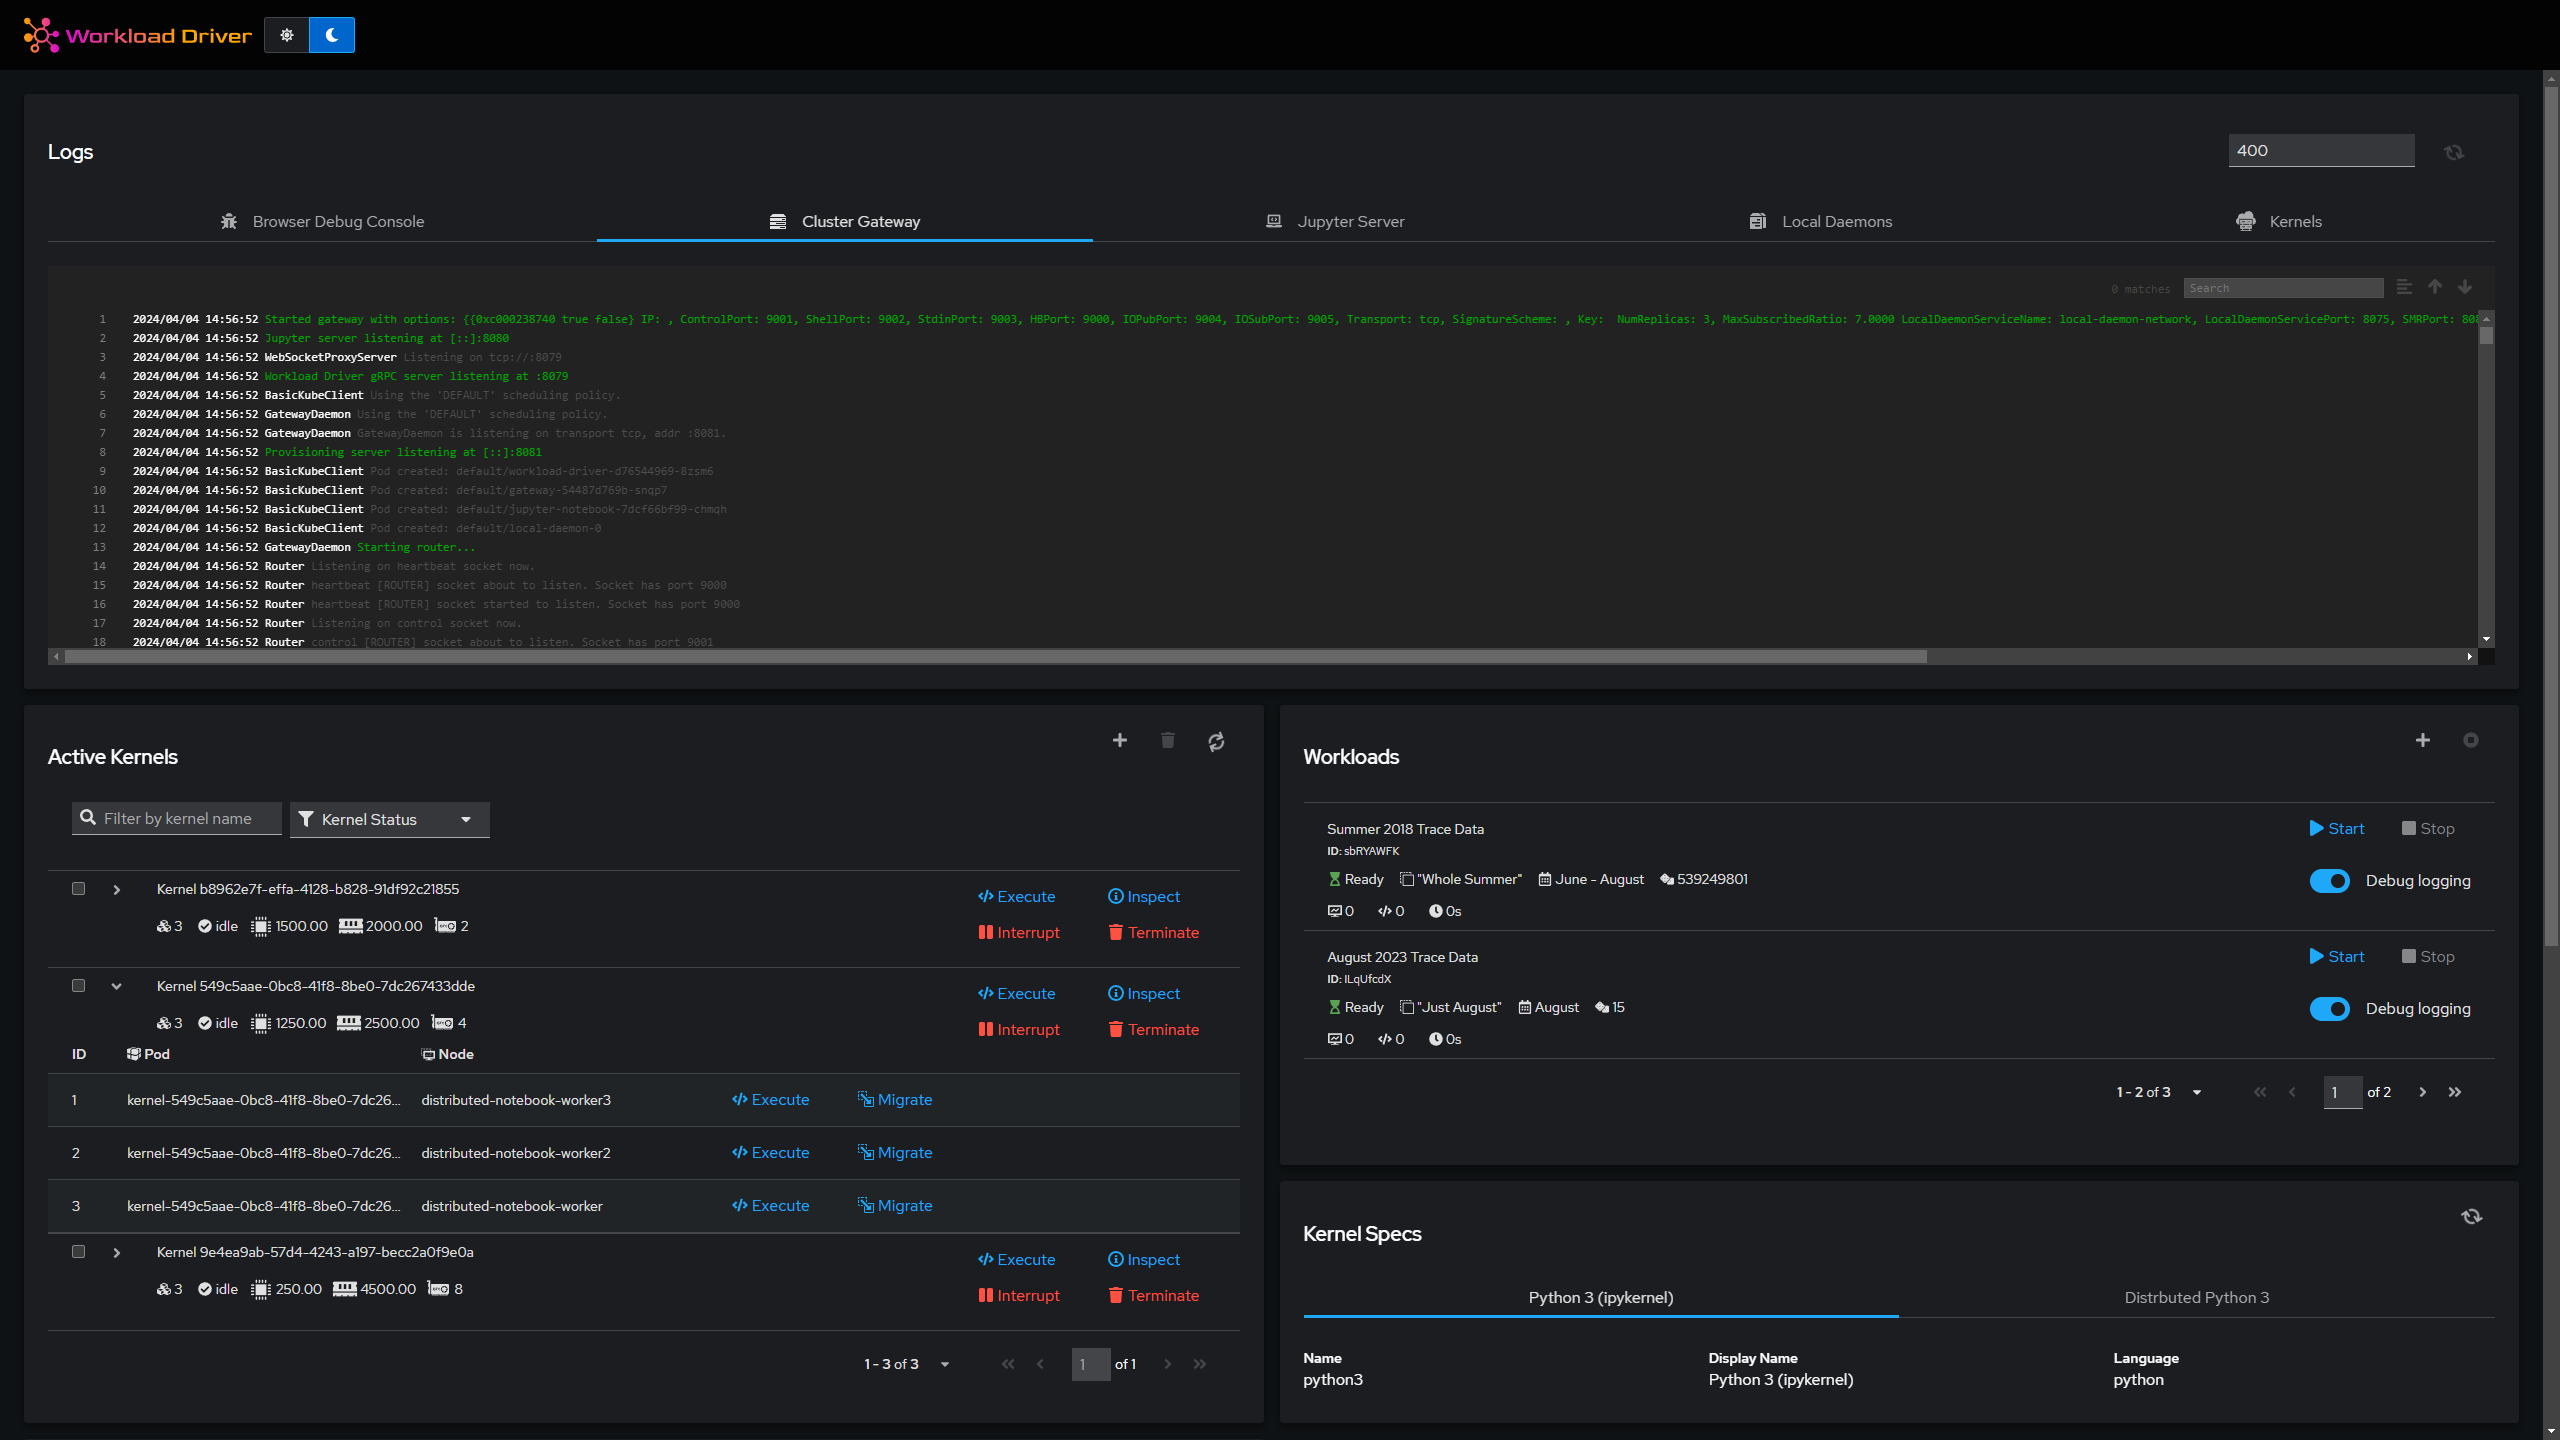 Workload Driver
Logs
400
Browser Debug Console
Cluster Gateway
Jupyter Server
Local Daemons
Kernels
0 matches
Search
1 2024/04/04 14:56:52 Started gateway with options: {{0xc000238740 true false} IP: , ControlPort: 9001, ShellPort: 9002, StdinPort: 9003, HBPort: 9000, IOPubPort: 9004, IOSubPort: 9005, Transport: tcp, SignatureScheme: , Key:  NumReplicas: 3, MaxSubscribedRatio: 7.0000 LocalDaemonServiceName: local-daemon-network, LocalDaemonServicePort: 8075, SMRPort: 808
2 2024/04/04 14:56:52 Jupyter server listening at [::]:8080
3 2024/04/04 14:56:52 WebSocketProxyServer Listening on tcp://:8079
4 2024/04/04 14:56:52 Workload Driver gRPC server listening at :8079
5 2024/04/04 14:56:52 BasicKubeClient Using the 'DEFAULT' scheduling policy.
6 2024/04/04 14:56:52 GatewayDaemon Using the 'DEFAULT' scheduling policy.
7 2024/04/04 14:56:52 GatewayDaemon GatewayDaemon is listening on transport tcp, addr :8081.
8 2024/04/04 14:56:52 Provisioning server listening at [::]:8081
9 2024/04/04 14:56:52 BasicKubeClient Pod created: default/workload-driver-d76544969-8zsm6
10 2024/04/04 14:56:52 BasicKubeClient Pod created: default/gateway-54487d769b-snqp7
11 2024/04/04 14:56:52 BasicKubeClient Pod created: default/jupyter-notebook-7dcf66bf99-chmqh
12 2024/04/04 14:56:52 BasicKubeClient Pod created: default/local-daemon-0
13 2024/04/04 14:56:52 GatewayDaemon Starting router...
14 2024/04/04 14:56:52 Router Listening on heartbeat socket now.
15 2024/04/04 14:56:52 Router heartbeat [ROUTER] socket about to listen. Socket has port 9000
16 2024/04/04 14:56:52 Router heartbeat [ROUTER] socket started to listen. Socket has port 9000
17 2024/04/04 14:56:52 Router Listening on control socket now.
18 2024/04/04 14:56:52 Router control [ROUTER] socket about to listen. Socket has port 9001
Active Kernels
Filter by kernel name
Kernel Status
Kernel b8962e7f-effa-4128-b828-91df92c21855
Execute Inspect
3 idle 1500.00 2000.00 2
Interrupt Terminate
Kernel 549c5aae-0bc8-41f8-8be0-7dc267433dde
Execute Inspect
3 idle 1250.00 2500.00 4
Interrupt Terminate
ID Pod Node
1 kernel-549c5aae-0bc8-41f8-8be0-7dc26... distributed-notebook-worker3 Execute Migrate
2 kernel-549c5aae-0bc8-41f8-8be0-7dc26... distributed-notebook-worker2 Execute Migrate
3 kernel-549c5aae-0bc8-41f8-8be0-7dc26... distributed-notebook-worker Execute Migrate
Kernel 9e4ea9ab-57d4-4243-a197-becc2a0f9e0a
Execute Inspect
3 idle 250.00 4500.00 8
Interrupt Terminate
1 - 3 of 3 1 of 1
Workloads
Summer 2018 Trace Data
Start Stop
ID: sbRYAWFK
Ready "Whole Summer" June - August 539249801
Debug logging
0 0 0s
August 2023 Trace Data
Start Stop
ID: ILqUfcdX
Ready "Just August" August 15
Debug logging
0 0 0s
1 - 2 of 3 1 of 2
Kernel Specs
Python 3 (ipykernel)
Distrbuted Python 3
Name Display Name Language
python3 Python 3 (ipykernel) python